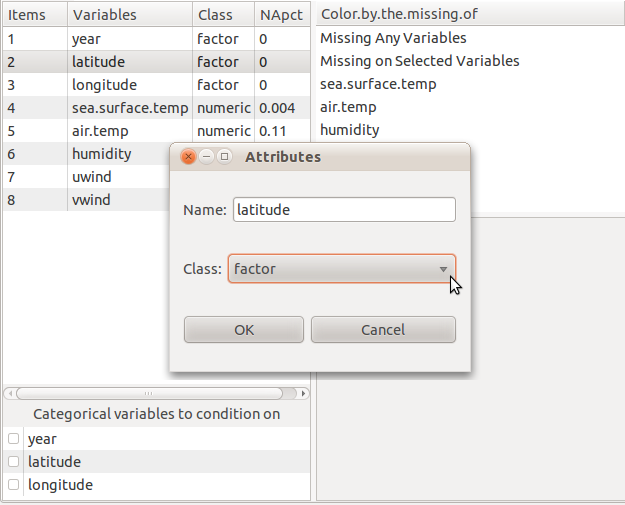 Items Variables Class NApct
1 year factor 0
2 latitude factor 0
3 longitude factor 0
4 sea.surface.temp numeric 0.004
5 air.temp numeric 0.11
6 humidity
7 uwind
8 vwind
Color.by.the.missing.of
Missing Any Variables
Missing on Selected Variables
sea.surface.temp
air.temp
humidity
Attributes
Name: latitude
Class: factor
OK Cancel
Categorical variables to condition on
year
latitude
longitude